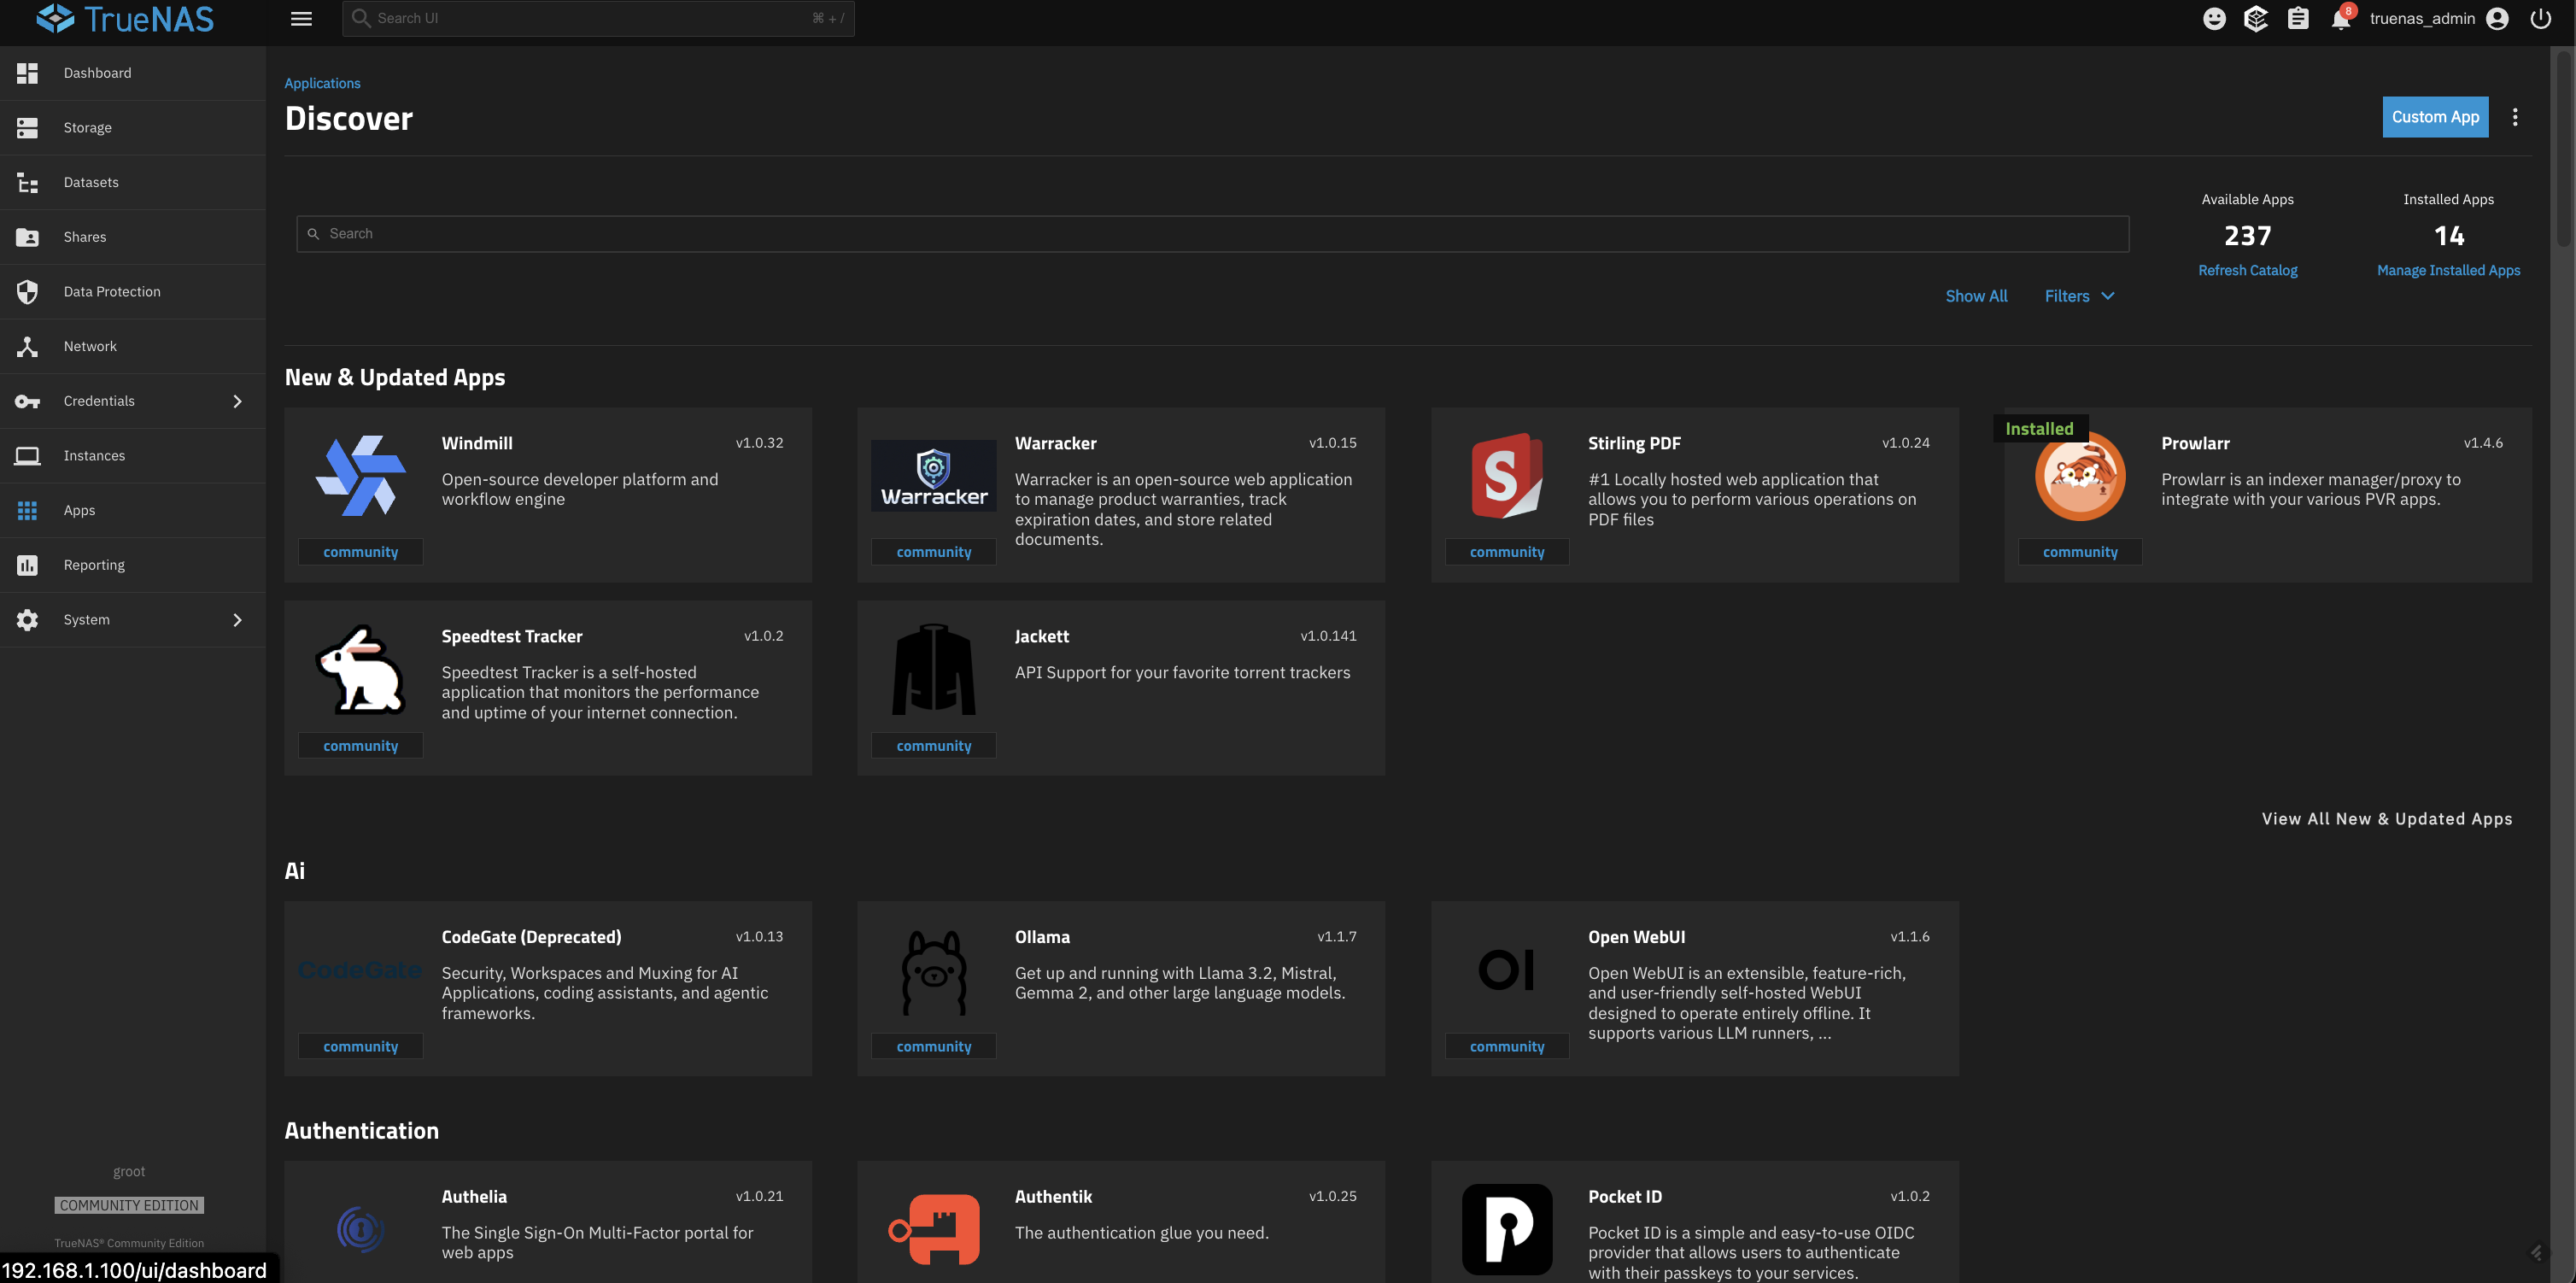 TrueNAS
Search UI
⌘ + /
8
truenas_admin
Dashboard
Storage
Datasets
Shares
Data Protection
Network
Credentials
Instances
Apps
Reporting
System
groot
COMMUNITY EDITION
TrueNAS® Community Edition
192.168.1.100/ui/dashboard
Applications
Discover
Custom App
Search
Available Apps
237
Refresh Catalog
Installed Apps
14
Manage Installed Apps
Show All
Filters
New & Updated Apps
Windmill
v1.0.32
Open-source developer platform and
workflow engine
community
Warracker
Warracker
v1.0.15
Warracker is an open-source web application
to manage product warranties, track
expiration dates, and store related
documents.
community
S
Stirling PDF
v1.0.24
#1 Locally hosted web application that
allows you to perform various operations on
PDF files
community
Installed
Prowlarr
v1.4.6
Prowlarr is an indexer manager/proxy to
integrate with your various PVR apps.
community
Speedtest Tracker
v1.0.2
Speedtest Tracker is a self-hosted
application that monitors the performance
and uptime of your internet connection.
community
Jackett
v1.0.141
API Support for your favorite torrent trackers
community
View All New & Updated Apps
Ai
CodeGate
CodeGate (Deprecated)
v1.0.13
Security, Workspaces and Muxing for AI
Applications, coding assistants, and agentic
frameworks.
community
Ollama
v1.1.7
Get up and running with Llama 3.2, Mistral,
Gemma 2, and other large language models.
community
OI
Open WebUI
v1.1.6
Open WebUI is an extensible, feature-rich,
and user-friendly self-hosted WebUI
designed to operate entirely offline. It
supports various LLM runners, ...
community
Authentication
Authelia
v1.0.21
The Single Sign-On Multi-Factor portal for
web apps
Authentik
v1.0.25
The authentication glue you need.
Pocket ID
v1.0.2
Pocket ID is a simple and easy-to-use OIDC
provider that allows users to authenticate
with their passkeys to your services.